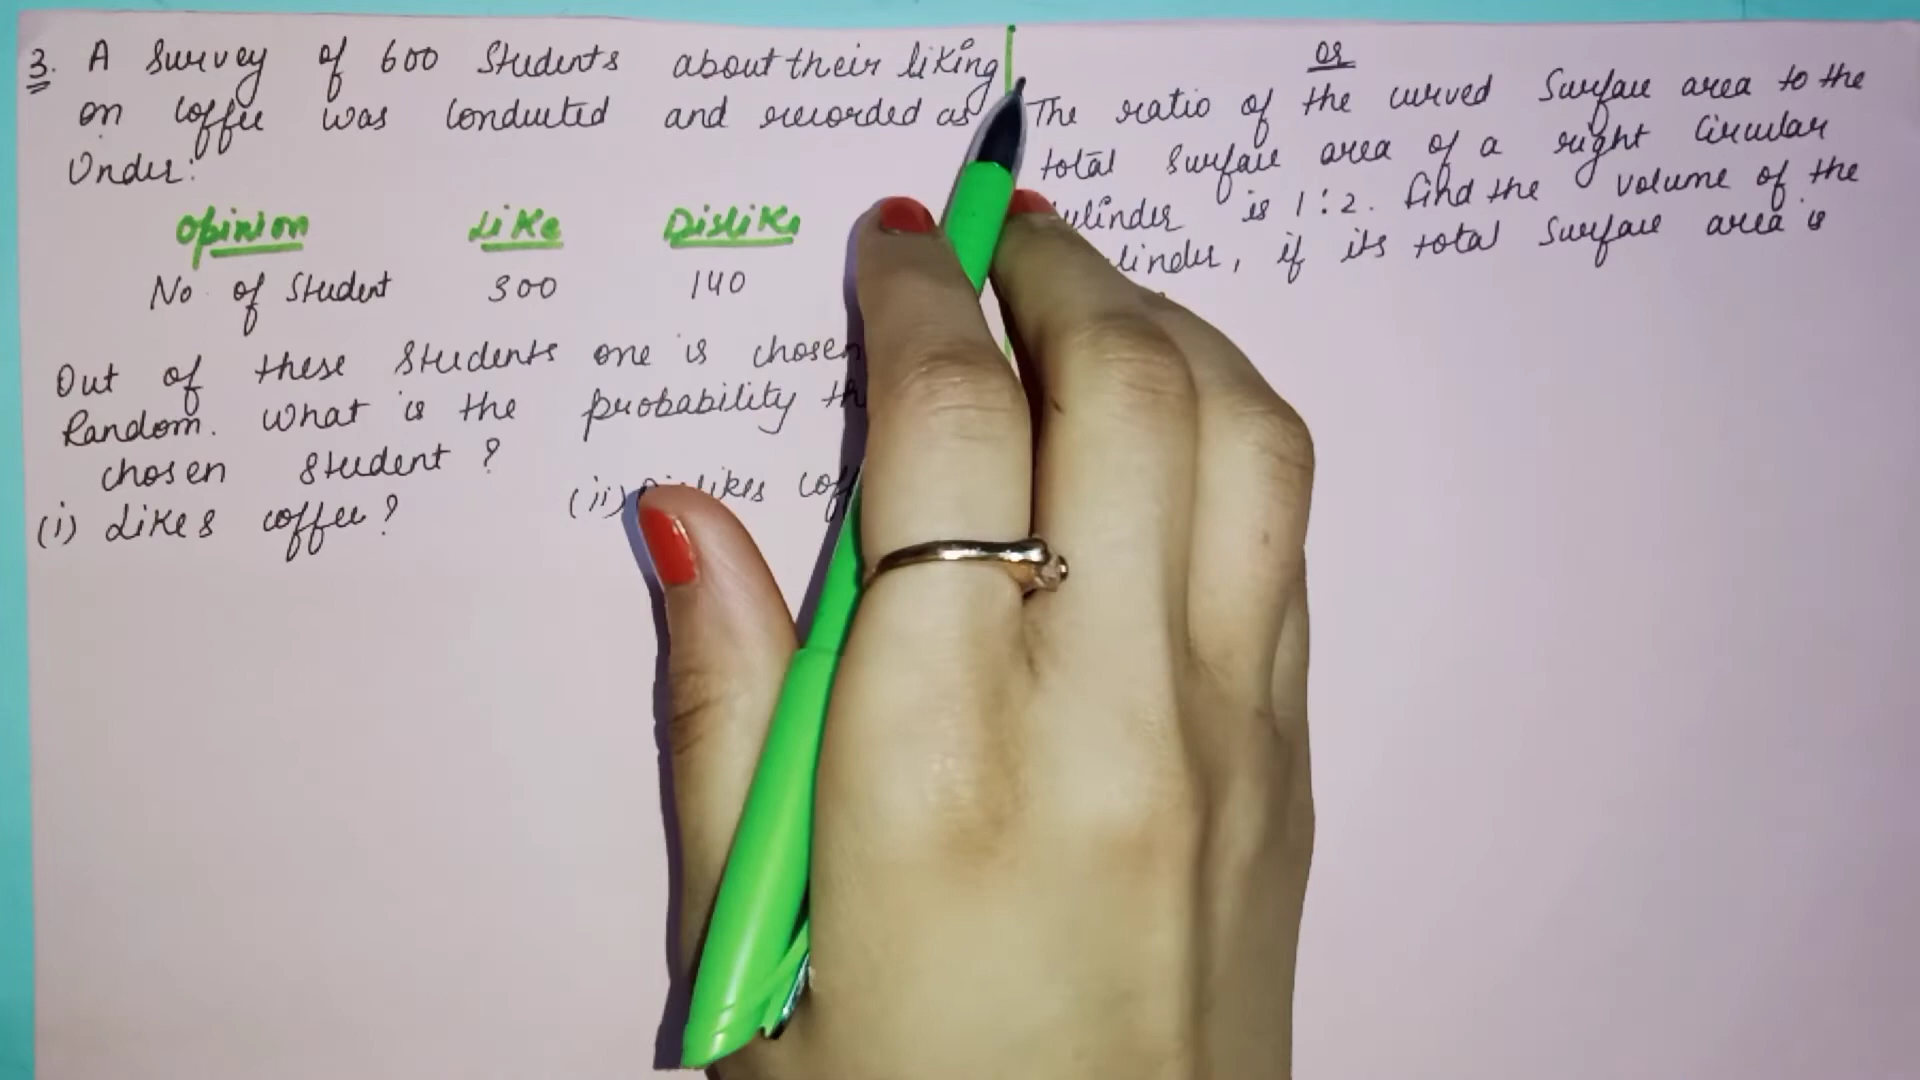 3. A Survey of 600 Students about their liking
on coffee was conducted and recorded as
Under:
Opinion Like Dislike
No. of Student 300 140
Out of these students one is chosen
Random. What is the probability
chosen student?
(i) Likes coffee? (ii)
or
The ratio of the curved Surface area to the
total surface area of a right circular
is 1:2. find the volume of the
, if its total surface area is